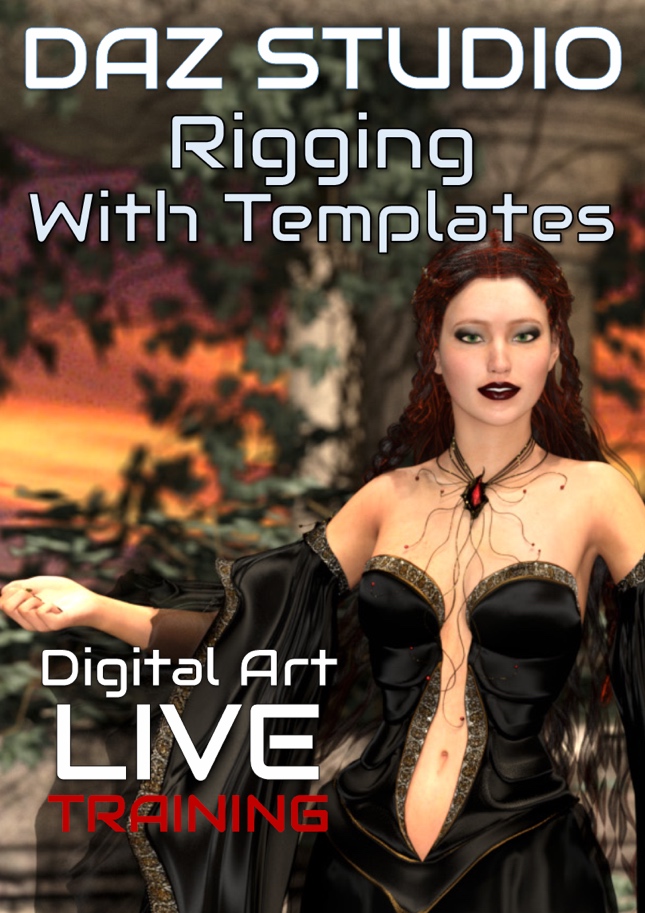 DAZ STUDIO
Rigging
With Templates
Digital Art
LIVE
TRAINING